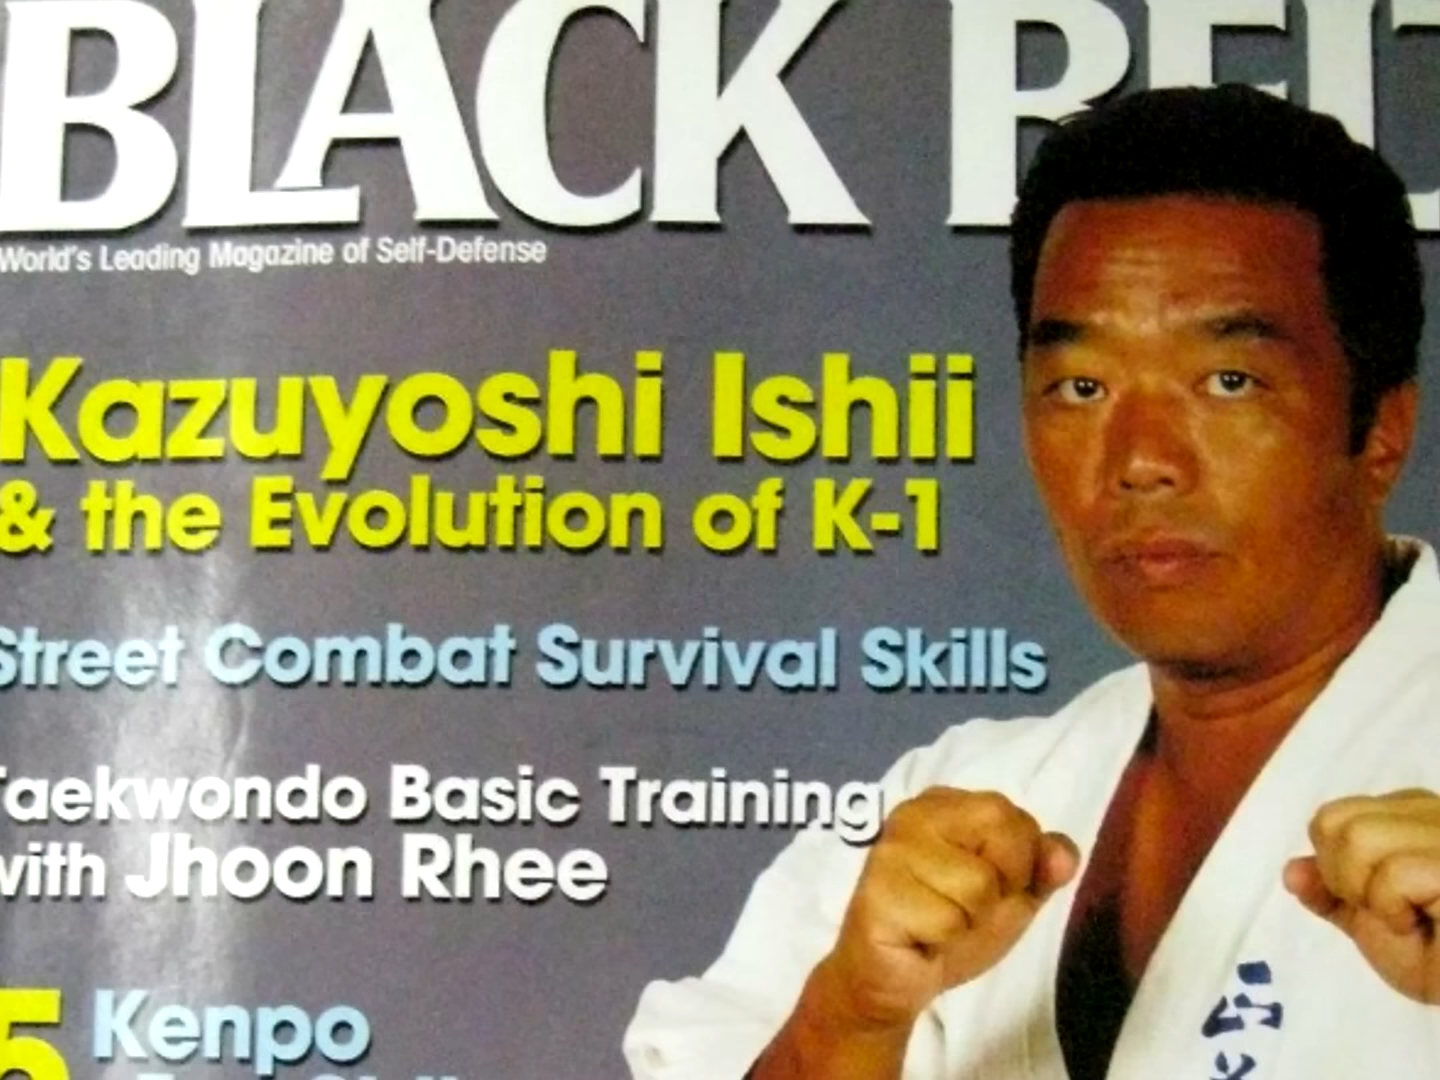 BLACK BELT
World's Leading Magazine of Self-Defense
Kazuyoshi Ishii
& the Evolution of K-1
Street Combat Survival Skills
Taekwondo Basic Training
with Jhoon Rhee
5 Kenpo